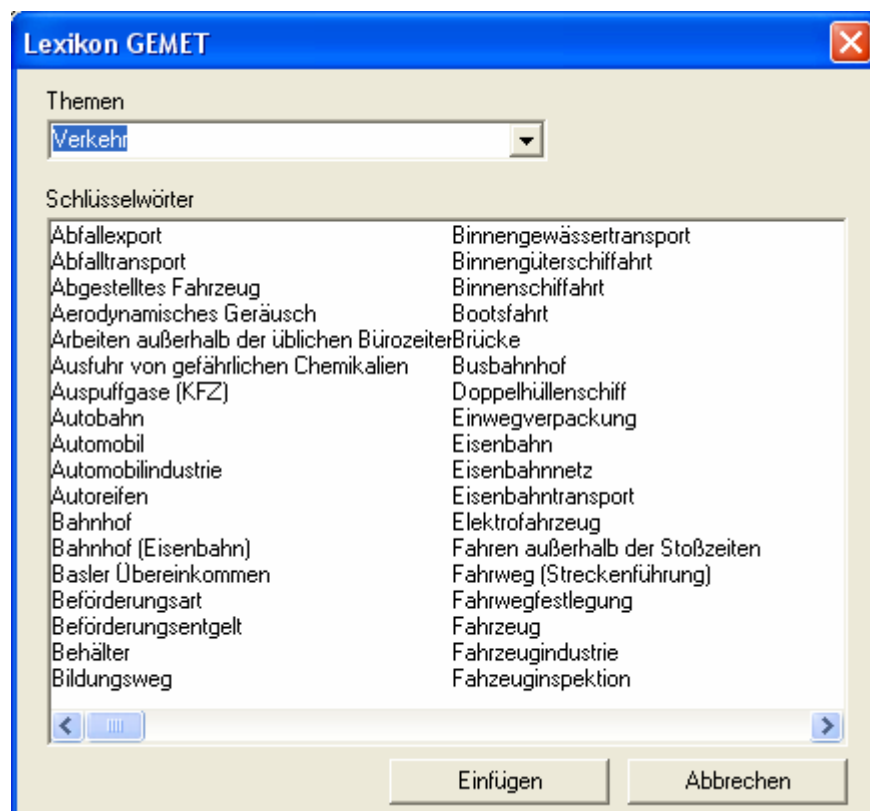 Lexikon GEMET
Themen
Verkehr
Schlüsselwörter
Abfallexport
Abfalltransport
Abgestelltes Fahrzeug
Aerodynamisches Geräusch
Arbeiten außerhalb der üblichen Bürozeiter
Ausfuhr von gefährlichen Chemikalien
Auspuffgase (KFZ)
Autobahn
Automobil
Automobilindustrie
Autoreifen
Bahnhof
Bahnhof (Eisenbahn)
Basler Übereinkommen
Beförderungsart
Beförderungsentgelt
Behälter
Bildungsweg
Binnengewässertransport
Binnengüterschiffahrt
Binnenschiffahrt
Bootsfahrt
Brücke
Busbahnhof
Doppelhüllenschiff
Einwegverpackung
Eisenbahn
Eisenbahnnetz
Eisenbahntransport
Elektrofahrzeug
Fahren außerhalb der Stoßzeiten
Fahrweg (Streckenführung)
Fahrwegfestlegung
Fahrzeug
Fahrzeugindustrie
Fahzeuginspektion
Einfügen
Abbrechen